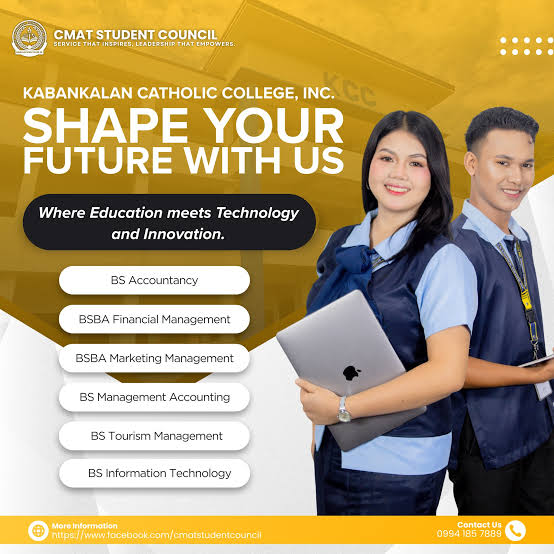 CMAT STUDENT COUNCIL
SERVICE THAT INSPIRES, LEADERSHIP THAT EMPOWERS.
KCC
KABANKALAN CATHOLIC COLLEGE, INC.
SHAPE YOUR
FUTURE WITH US
Where Education meets Technology
and Innovation.
BS Accountancy
BSBA Financial Management
BSBA Marketing Management
BS Management Accounting
BS Tourism Management
BS Information Technology
More Information
https://www.facebook.com/cmatstudentcouncil
Contact Us
0994 185 7889